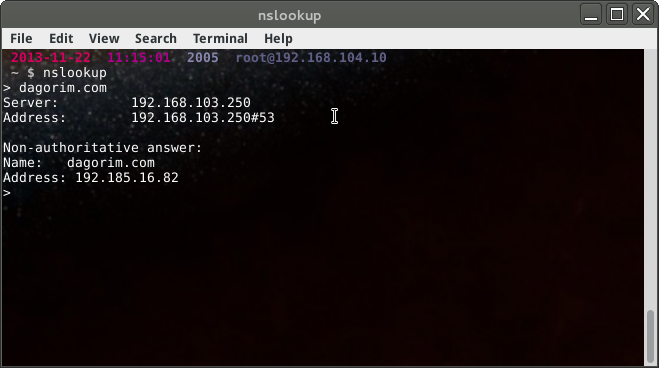 nslookup
File Edit View Search Terminal Help
2013-11-22 11:15:01 2005 root@192.168.104.10
~ $ nslookup
> dagorim.com
Server: 192.168.103.250
Address: 192.168.103.250#53
Non-authoritative answer:
Name: dagorim.com
Address: 192.185.16.82
>